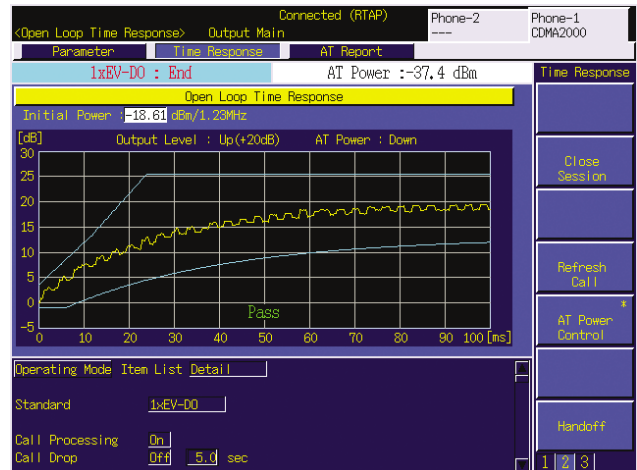 Connected (RTAP)
<Open Loop Time Response> Output Main
Phone-2
---
Phone-1
CDMA2000
Parameter Time Response AT Report
1xEV-DO : End AT Power :-37.4 dBm
Time Response
Open Loop Time Response
Initial Power :-18.61 dBm/1.23MHz
[dB] Output Level : Up(+20dB) AT Power : Down
30
25
20
15
10
5
0
-5
Pass
0 10 20 30 40 50 60 70 80 90 100 [ms]
Close
Session
Refresh
Call
*
AT Power
Control
Handoff
1 2 3
Operating Mode Item List Detail
Standard 1xEV-DO
Call Processing On
Call Drop Off 5.0 sec